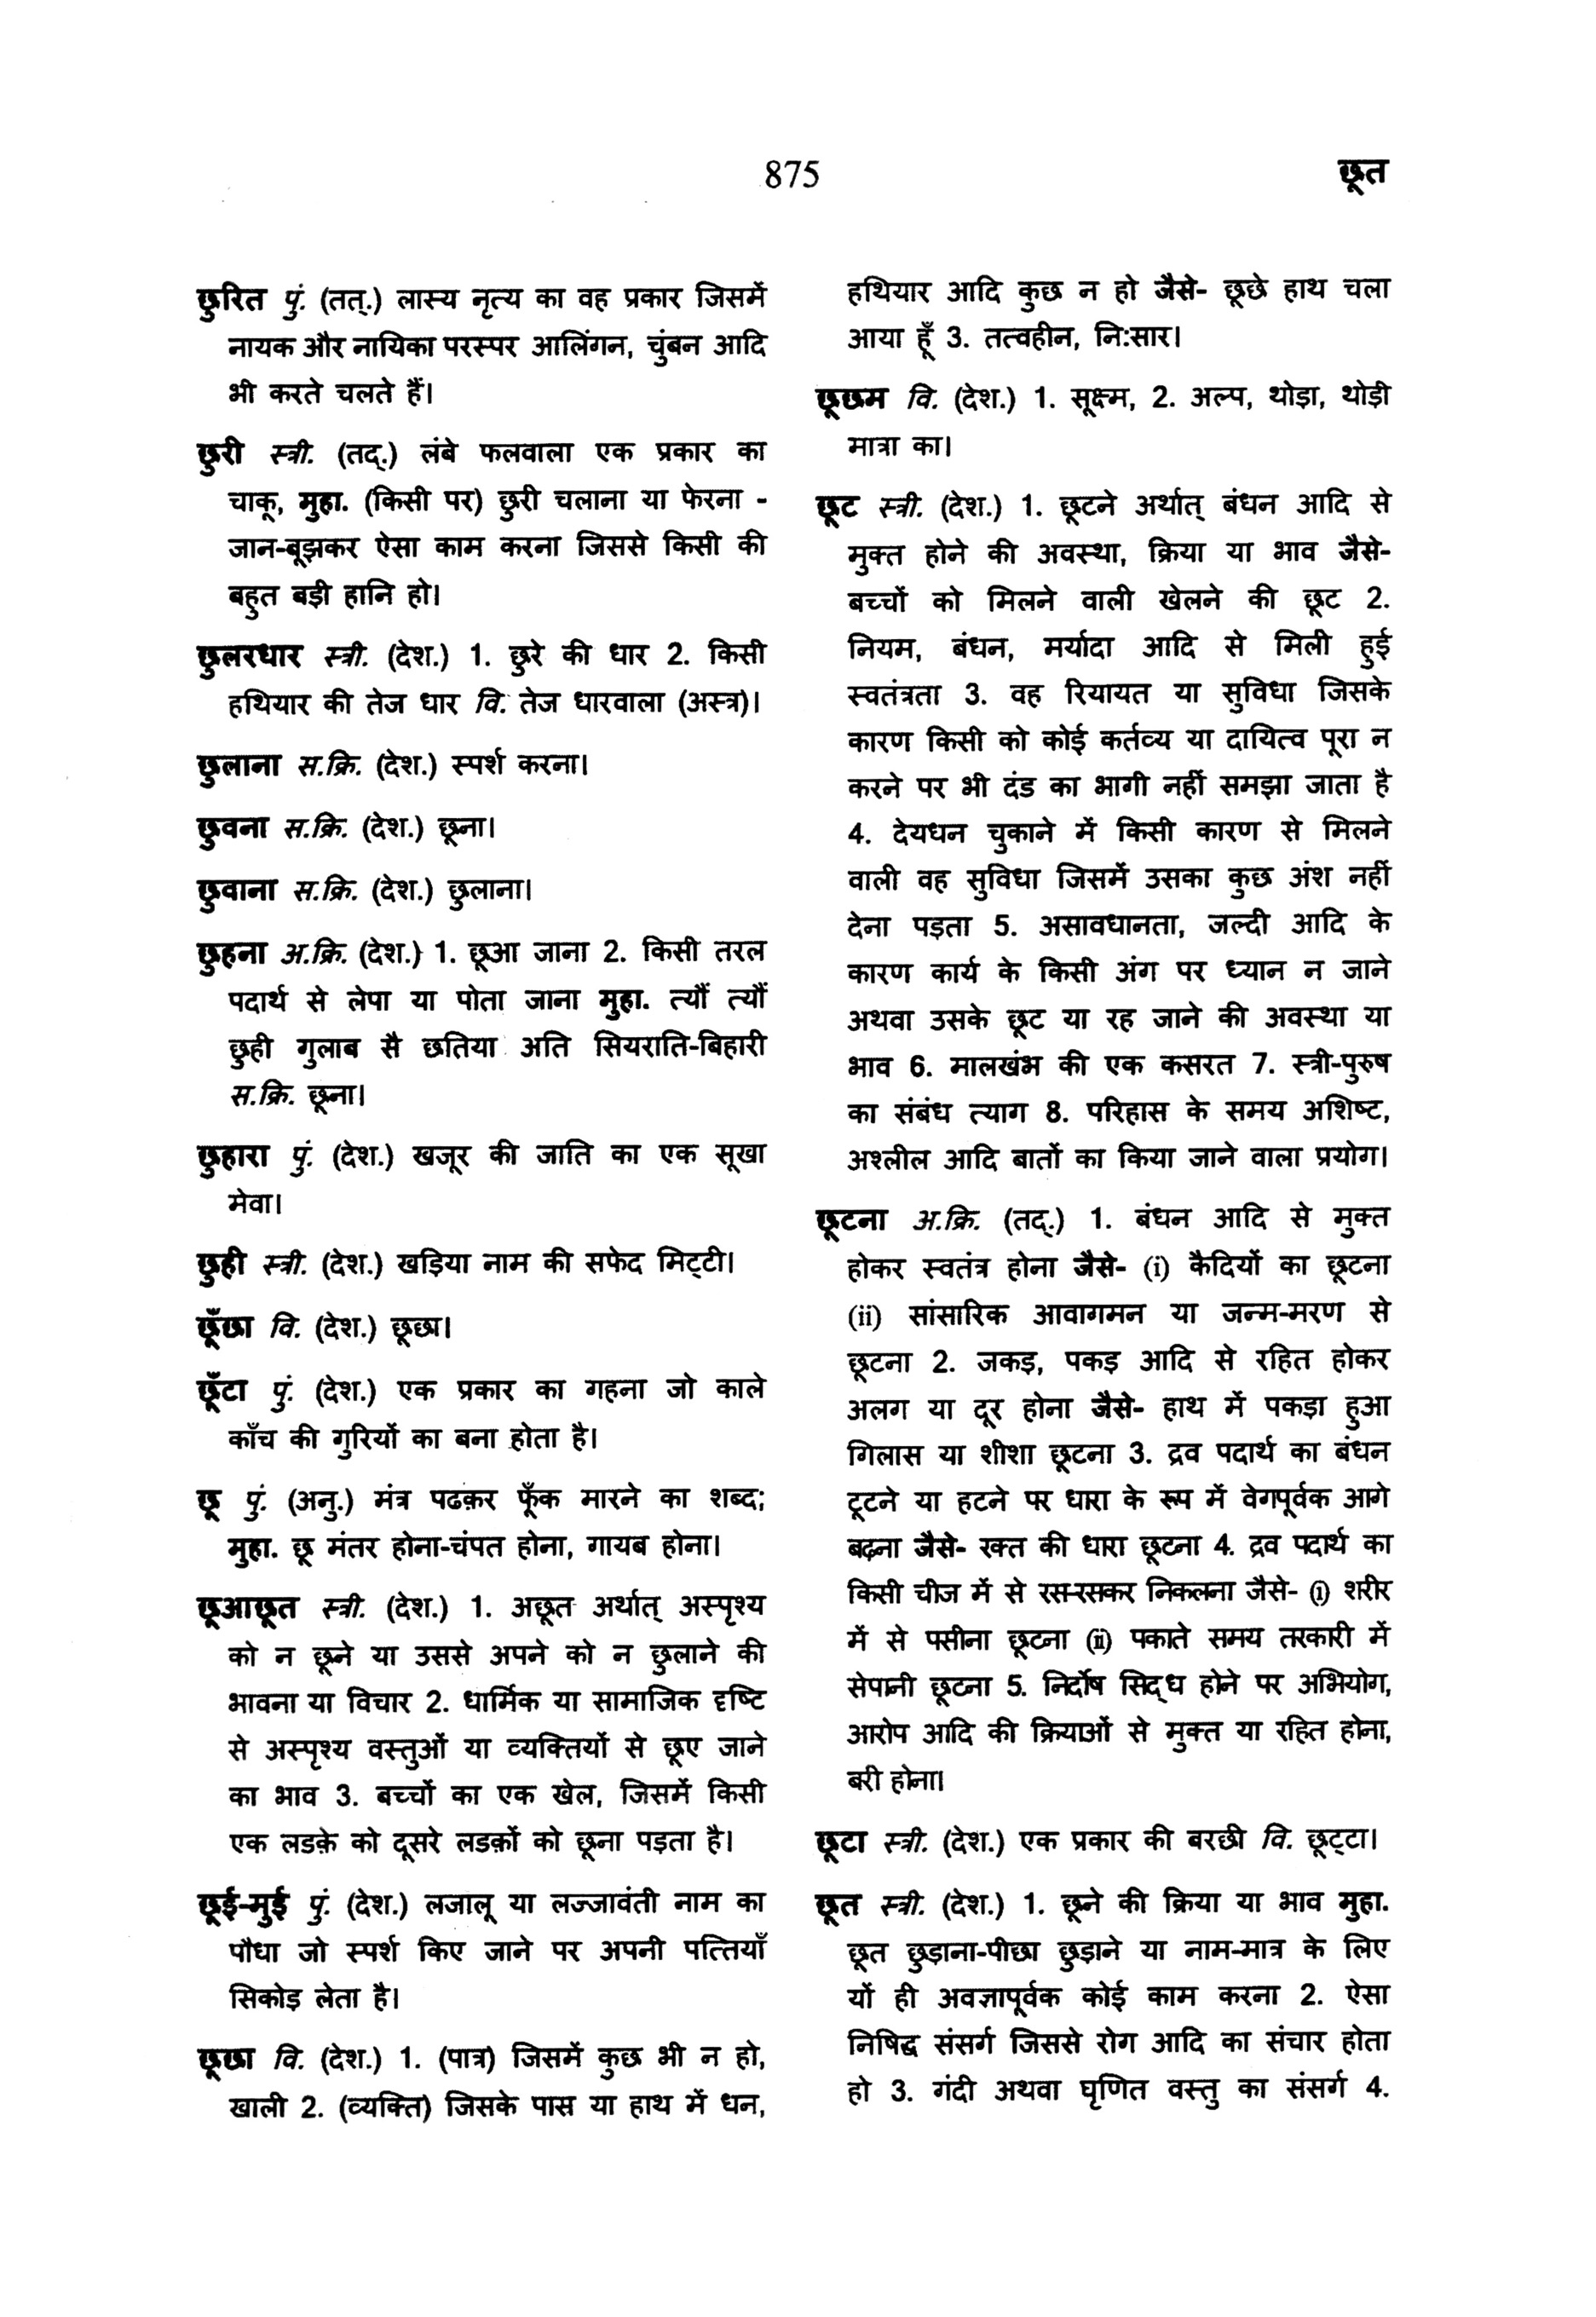 875
छूत
छुरित पुं. (तत्.) लास्य नृत्य का वह प्रकार जिसमें
नायक और नायिका परस्पर आलिंगन, चुंबन आदि
भी करते चलते हैं।
छुरी स्त्री. (तद्.) लंबे फलवाला एक प्रकार का
चाकू, मुहा. (किसी पर) छुरी चलाना या फेरना -
जान-बूझकर ऐसा काम करना जिससे किसी की
बहुत बड़ी हानि हो।
छुलरधार स्त्री. (देश.) 1. छुरे की धार 2. किसी
हथियार की तेज धार वि. तेज धारवाला (अस्त्र)।
छुलाना स.क्रि. (देश.) स्पर्श करना।
छुवना स.क्रि. (देश.) छूना।
छुवाना स.क्रि. (देश.) छुलाना।
छुहना अ.क्रि. (देश.) 1. छूआ जाना 2. किसी तरल
पदार्थ से लेपा या पोता जाना मुहा. त्यौं त्यौं
छुही गुलाब सै छतिया अति सियराति-बिहारी
स.क्रि. छूना।
छुहारा पुं. (देश.) खजूर की जाति का एक सूखा
मेवा।
छुही स्त्री. (देश.) खड़िया नाम की सफेद मिट्टी।
छूँछा वि. (देश.) छूछा।
छूँटा पुं. (देश.) एक प्रकार का गहना जो काले
काँच की गुरियों का बना होता है।
छू पुं. (अनु.) मंत्र पढक़र फूँक मारने का शब्द;
मुहा. छू मंतर होना-चंपत होना, गायब होना।
छूआछूत स्त्री. (देश.) 1. अछूत अर्थात् अस्पृश्य
को न छूने या उससे अपने को न छुलाने की
भावना या विचार 2. धार्मिक या सामाजिक दृष्टि
से अस्पृश्य वस्तुओं या व्यक्तियों से छूए जाने
का भाव 3. बच्चों का एक खेल, जिसमें किसी
एक लडक़े को दूसरे लडक़ों को छूना पड़ता है।
छूई-मुई पुं. (देश.) लजालू या लज्जावंती नाम का
पौधा जो स्पर्श किए जाने पर अपनी पत्तियाँ
सिकोड़ लेता है।
छूछा वि. (देश.) 1. (पात्र) जिसमें कुछ भी न हो,
खाली 2. (व्यक्ति) जिसके पास या हाथ में धन,
हथियार आदि कुछ न हो जैसे- छूछे हाथ चला
आया हूँ 3. तत्वहीन, नि:सार।
छूछम वि. (देश.) 1. सूक्ष्म, 2. अल्प, थोड़ा, थोड़ी
मात्रा का।
छूट स्त्री. (देश.) 1. छूटने अर्थात् बंधन आदि से
मुक्त होने की अवस्था, क्रिया या भाव जैसे-
बच्चों को मिलने वाली खेलने की छूट 2.
नियम, बंधन, मर्यादा आदि से मिली हुई
स्वतंत्रता 3. वह रियायत या सुविधा जिसके
कारण किसी को कोई कर्तव्य या दायित्व पूरा न
करने पर भी दंड का भागी नहीं समझा जाता है
4. देयधन चुकाने में किसी कारण से मिलने
वाली वह सुविधा जिसमें उसका कुछ अंश नहीं
देना पड़ता 5. असावधानता, जल्दी आदि के
कारण कार्य के किसी अंग पर ध्यान न जाने
अथवा उसके छूट या रह जाने की अवस्था या
भाव 6. मालखंभ की एक कसरत 7. स्त्री-पुरुष
का संबंध त्याग 8. परिहास के समय अशिष्ट,
अश्लील आदि बातों का किया जाने वाला प्रयोग।
छूटना अ.क्रि. (तद्.) 1. बंधन आदि से मुक्त
होकर स्वतंत्र होना जैसे- (i) कैदियों का छूटना
(ii) सांसारिक आवागमन या जन्म-मरण से
छूटना 2. जकड़, पकड़ आदि से रहित होकर
अलग या दूर होना जैसे- हाथ में पकड़ा हुआ
गिलास या शीशा छूटना 3. द्रव पदार्थ का बंधन
टूटने या हटने पर धारा के रूप में वेगपूर्वक आगे
बढ़ना जैसे- रक्त की धारा छूटना 4. द्रव पदार्थ का
किसी चीज में से रस-रसकर निकलना जैसे- (i) शरीर
में से पसीना छूटना (ii) पकाते समय तरकारी में
सेपानी छूटना 5. निर्दोष सिद्ध होने पर अभियोग,
आरोप आदि की क्रियाओं से मुक्त या रहित होना,
बरी होना।
छूटा स्त्री. (देश.) एक प्रकार की बरछी वि. छूट्टा।
छूत स्त्री. (देश.) 1. छूने की क्रिया या भाव मुहा.
छूत छुड़ाना-पीछा छुड़ाने या नाम-मात्र के लिए
यों ही अवज्ञापूर्वक कोई काम करना 2. ऐसा
निषिद्ध संसर्ग जिससे रोग आदि का संचार होता
हो 3. गंदी अथवा घृणित वस्तु का संसर्ग 4.